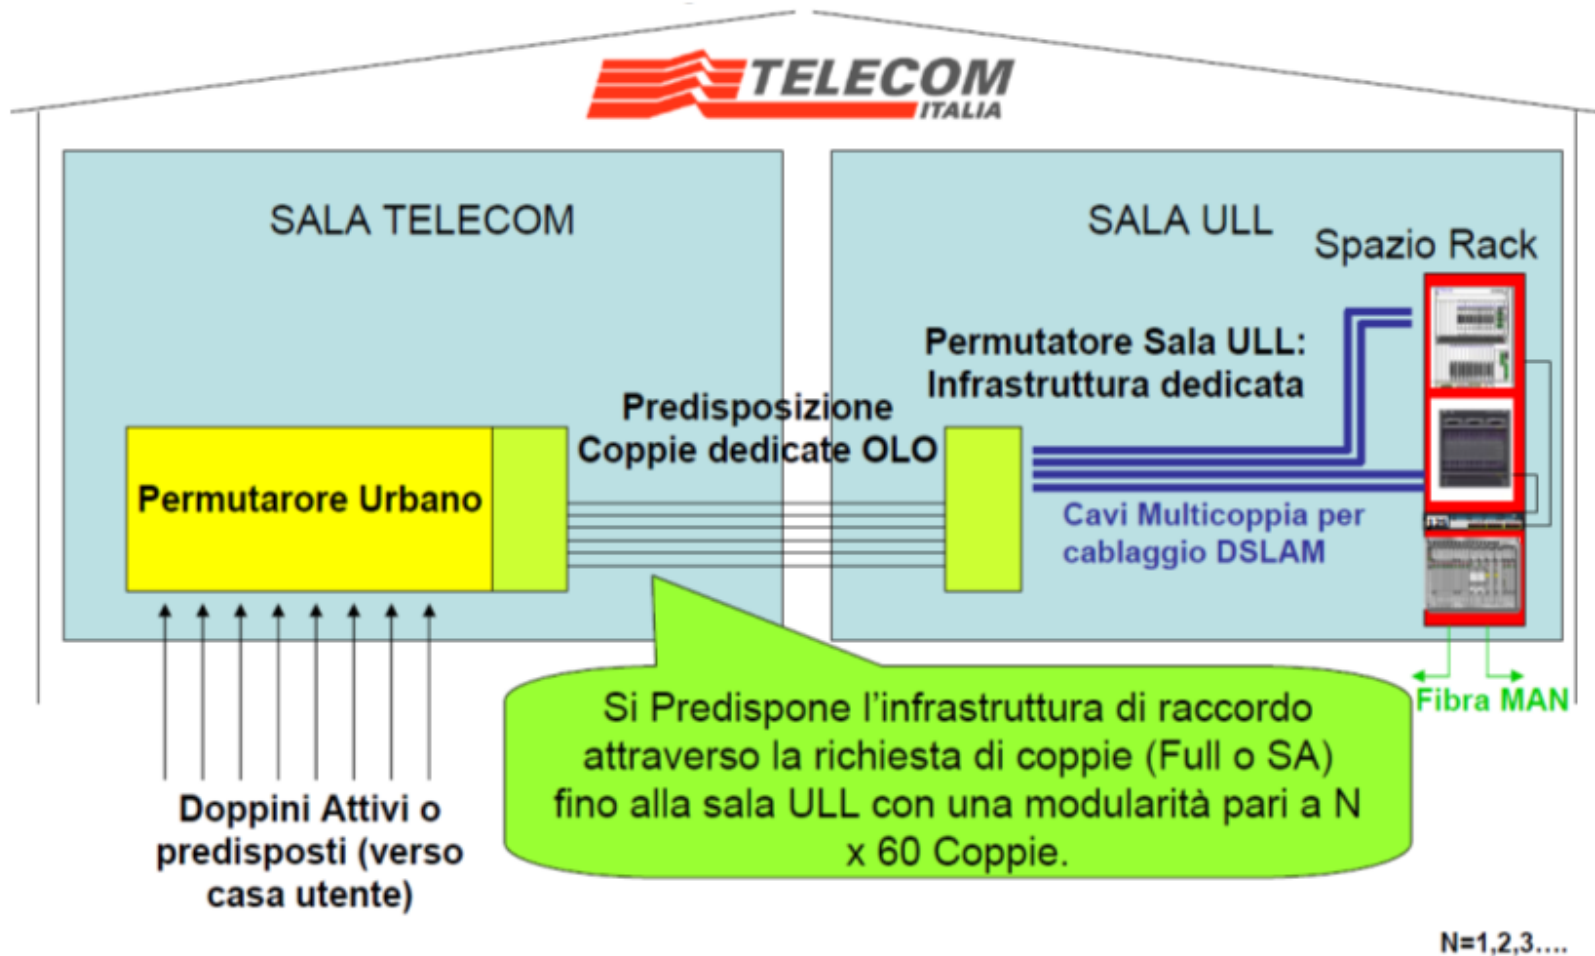 TELECOM
ITALIA
SALA TELECOM
SALA ULL
Spazio Rack
Permutatore Sala ULL:
Infrastruttura dedicata
Predisposizione
Coppie dedicate OLO
Permutarore Urbano
Cavi Multicoppia per
cablaggio DSLAM
Si Predispone l'infrastruttura di raccordo
attraverso la richiesta di coppie (Full o SA)
fino alla sala ULL con una modularità pari a N
x 60 Coppie.
Fibra MAN
Doppini Attivi o
predisposti (verso
casa utente)
N=1,2,3....